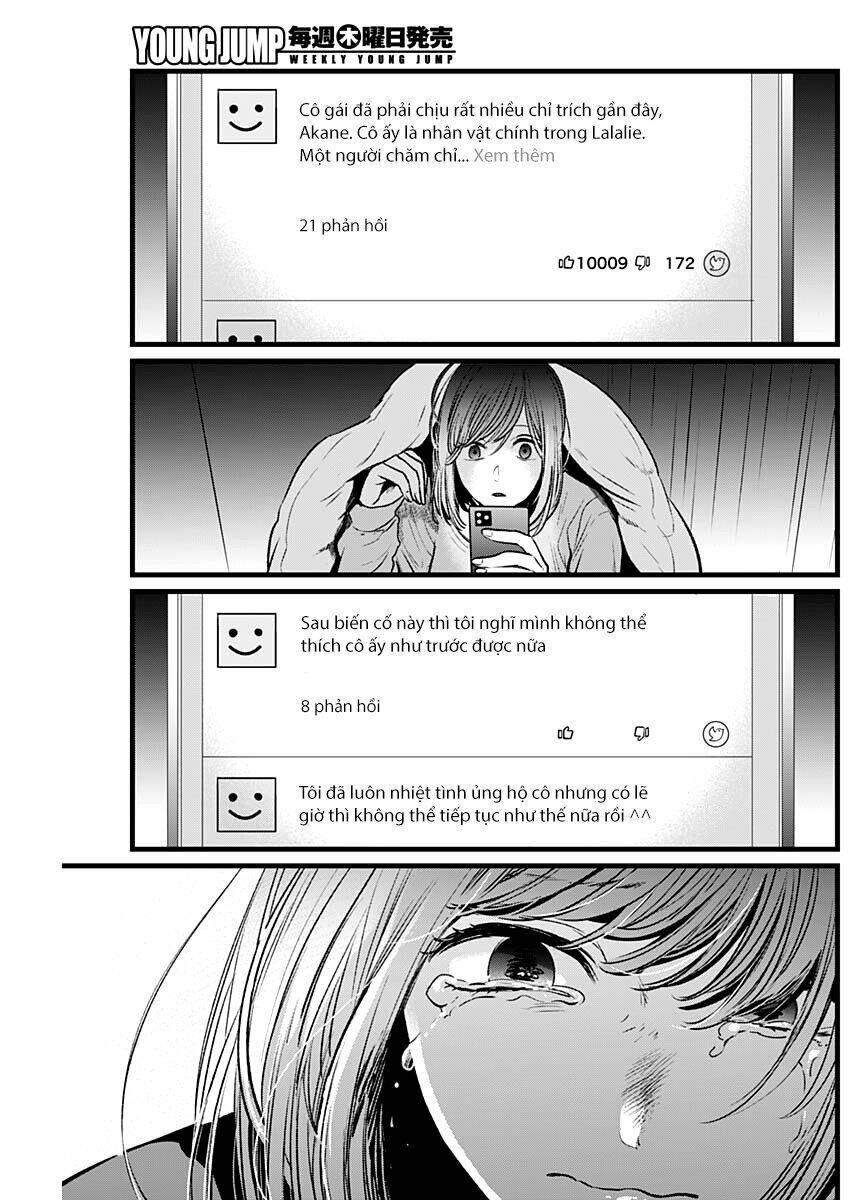 YOUNG JUMP 毎週木曜日発売
WEEKLY YOUNG JUMP
Cô gái đã phải chịu rất nhiều chỉ trích gần đây,
Akane. Cô ấy là nhân vật chính trong Lalalie.
Một người chăm chỉ... Xem thêm
21 phản hồi
10009 172
Sau biến cố này thì tôi nghĩ mình không thể
thích cô ấy như trước được nữa
8 phản hồi
Tôi đã luôn nhiệt tình ủng hộ cô nhưng có lẽ
giờ thì không thể tiếp tục như thế nữa rồi ^^